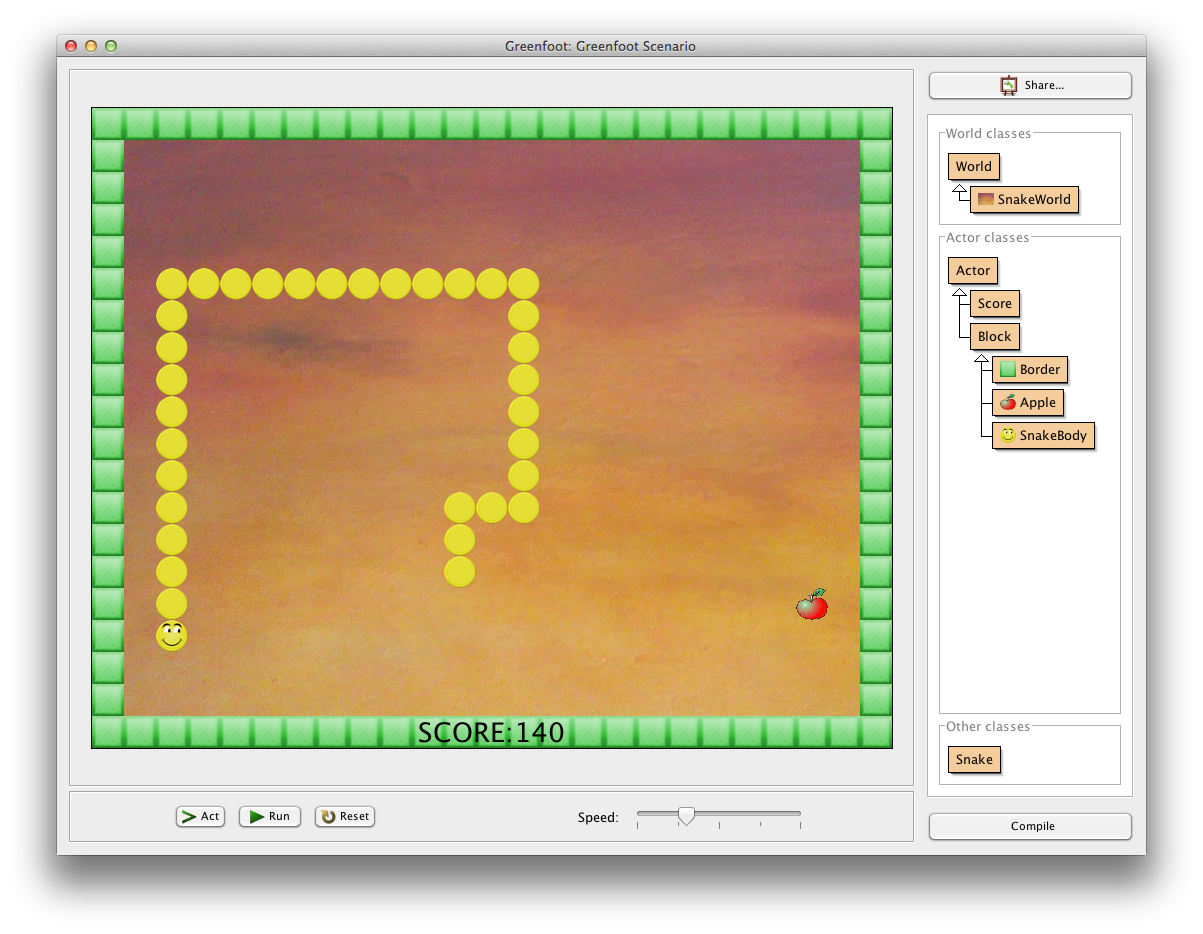 Greenfoot: Greenfoot Scenario
Share...
World classes
World
SnakeWorld
Actor classes
Actor
Score
Block
Border
Apple
SnakeBody
SCORE:140
Other classes
Snake
Act
Run
Reset
Speed:
Compile